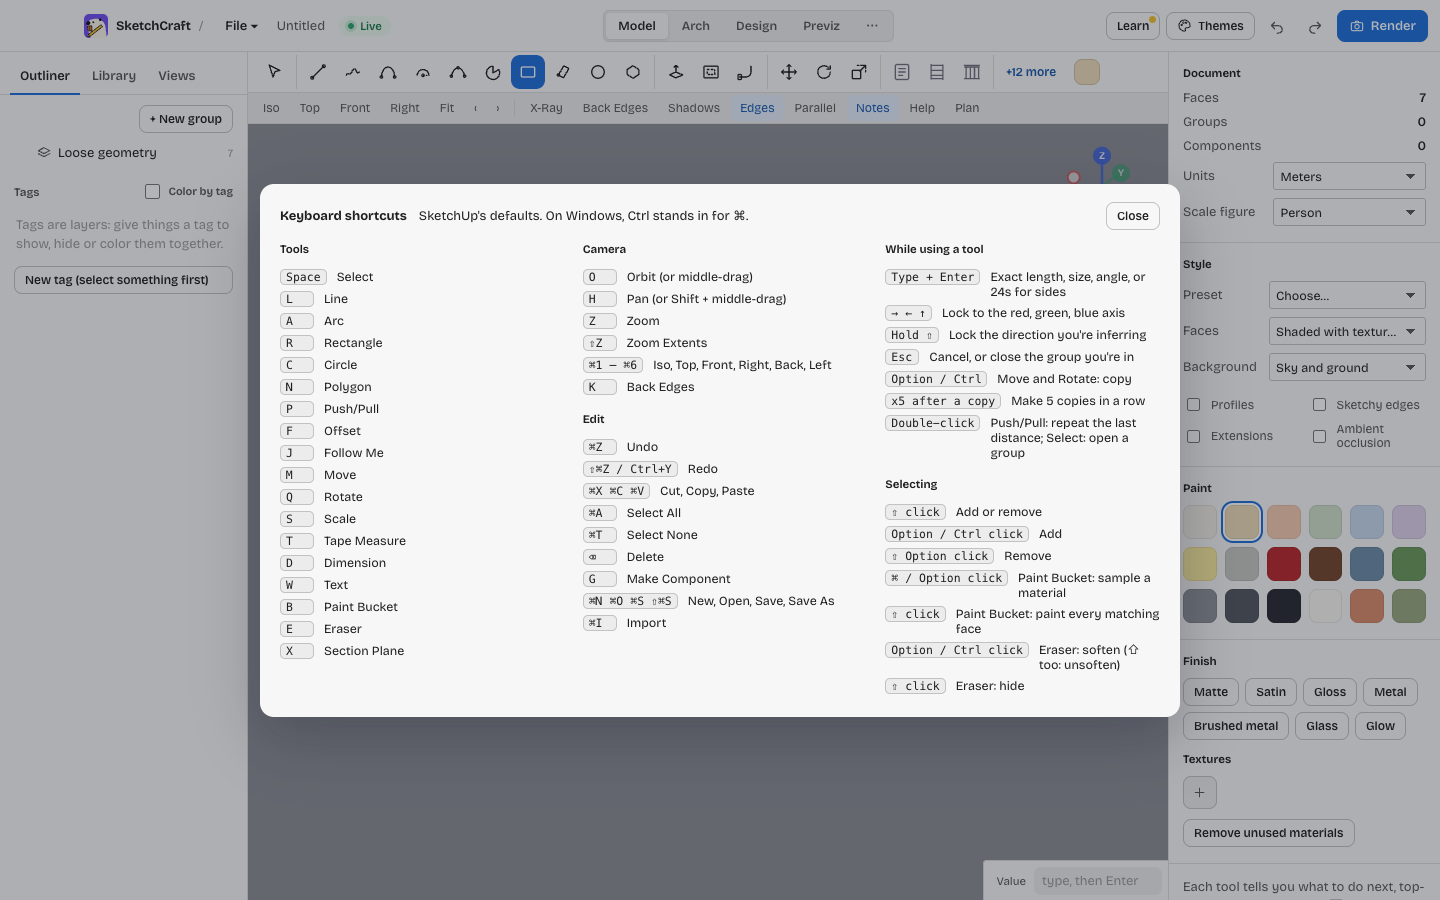 SketchCraft / File Untitled Live
Model Arch Design Previz ···
Learn Themes Render
Outliner Library Views
+ New group
Loose geometry 7
Tags Color by tag
Tags are layers: give things a tag to
show, hide or color them together.
New tag (select something first)
+12 more
Iso Top Front Right Fit ‹ › X-Ray Back Edges Shadows Edges Parallel Notes Help Plan
Z
Y
Keyboard shortcuts SketchUp's defaults. On Windows, Ctrl stands in for ⌘.
Close
Tools
Space Select
L Line
A Arc
R Rectangle
C Circle
N Polygon
P Push/Pull
F Offset
J Follow Me
M Move
Q Rotate
S Scale
T Tape Measure
D Dimension
W Text
B Paint Bucket
E Eraser
X Section Plane
Camera
O Orbit (or middle-drag)
H Pan (or Shift + middle-drag)
Z Zoom
⇧Z Zoom Extents
⌘1 – ⌘6 Iso, Top, Front, Right, Back, Left
K Back Edges
Edit
⌘Z Undo
⇧⌘Z / Ctrl+Y Redo
⌘X ⌘C ⌘V Cut, Copy, Paste
⌘A Select All
⌘T Select None
⌫ Delete
G Make Component
⌘N ⌘O ⌘S ⇧⌘S New, Open, Save, Save As
⌘I Import
While using a tool
Type + Enter Exact length, size, angle, or
24s for sides
→ ← ↑ Lock to the red, green, blue axis
Hold ⇧ Lock the direction you're inferring
Esc Cancel, or close the group you're in
Option / Ctrl Move and Rotate: copy
x5 after a copy Make 5 copies in a row
Double-click Push/Pull: repeat the last
distance; Select: open a
group
Selecting
⇧ click Add or remove
Option / Ctrl click Add
⇧ Option click Remove
⌘ / Option click Paint Bucket: sample a
material
⇧ click Paint Bucket: paint every matching
face
Option / Ctrl click Eraser: soften (⇧
too: unsoften)
⇧ click Eraser: hide
Document
Faces 7
Groups 0
Components 0
Units Meters
Scale figure Person
Style
Preset Choose...
Faces Shaded with textur...
Background Sky and ground
Profiles Sketchy edges
Extensions Ambient
occlusion
Paint
Finish
Matte Satin Gloss Metal
Brushed metal Glass Glow
Textures
+
Remove unused materials
Each tool tells you what to do next, top-
Value type, then Enter